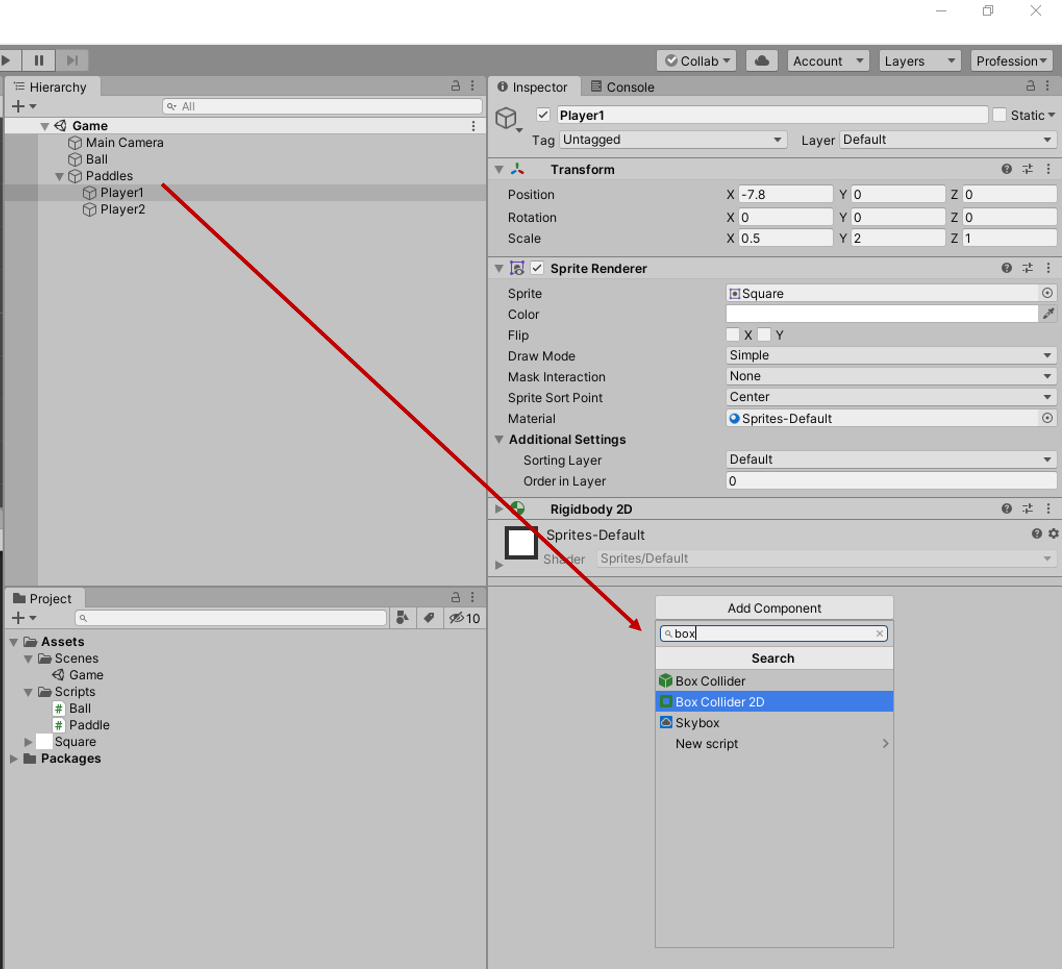 Collab
Account
Layers
Profession
Hierarchy
All
Game
Main Camera
Ball
Paddles
Player1
Player2
Inspector
Console
Player1
Static
Tag Untagged Layer Default
Transform
Position X -7.8 Y 0 Z 0
Rotation X 0 Y 0 Z 0
Scale X 0.5 Y 2 Z 1
Sprite Renderer
Sprite Square
Color
Flip X Y
Draw Mode Simple
Mask Interaction None
Sprite Sort Point Center
Material Sprites-Default
Additional Settings
Sorting Layer Default
Order in Layer 0
Rigidbody 2D
Sprites-Default
Shader Sprites/Default
Add Component
box
Search
Box Collider
Box Collider 2D
Skybox
New script
Project
10
Assets
Scenes
Game
Scripts
# Ball
# Paddle
Square
Packages